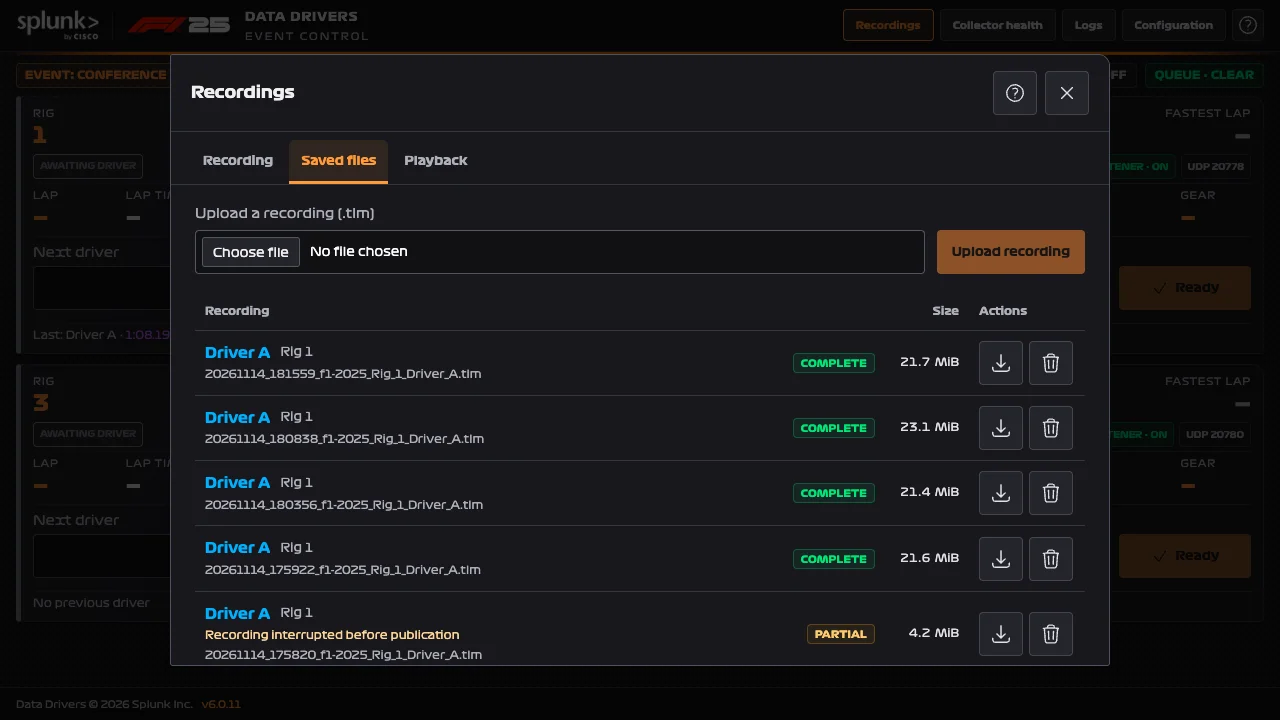 splunk>
by CISCO
F1 25
DATA DRIVERS
EVENT CONTROL
Recordings
Collector health
Logs
Configuration
?
EVENT: CONFERENCE
FF
QUEUE · CLEAR
Recordings
?
Recording
Saved files
Playback
Upload a recording (.tlm)
Choose file
No file chosen
Upload recording
Recording
Size
Actions
Driver A Rig 1
20261114_181559_f1-2025_Rig_1_Driver_A.tlm
COMPLETE
21.7 MiB
Driver A Rig 1
20261114_180838_f1-2025_Rig_1_Driver_A.tlm
COMPLETE
23.1 MiB
Driver A Rig 1
20261114_180356_f1-2025_Rig_1_Driver_A.tlm
COMPLETE
21.4 MiB
Driver A Rig 1
20261114_175922_f1-2025_Rig_1_Driver_A.tlm
COMPLETE
21.6 MiB
Driver A Rig 1
Recording interrupted before publication
20261114_175820_f1-2025_Rig_1_Driver_A.tlm
PARTIAL
4.2 MiB
RIG
1
AWAITING DRIVER
LAP
LAP TI
Next driver
Last: Driver A · 1:08.19
FASTEST LAP
TENER · ON
UDP 20778
GEAR
Ready
RIG
3
AWAITING DRIVER
LAP
LAP TI
Next driver
No previous driver
FASTEST LAP
TENER · ON
UDP 20780
GEAR
Ready
Data Drivers © 2026 Splunk Inc. v6.0.11